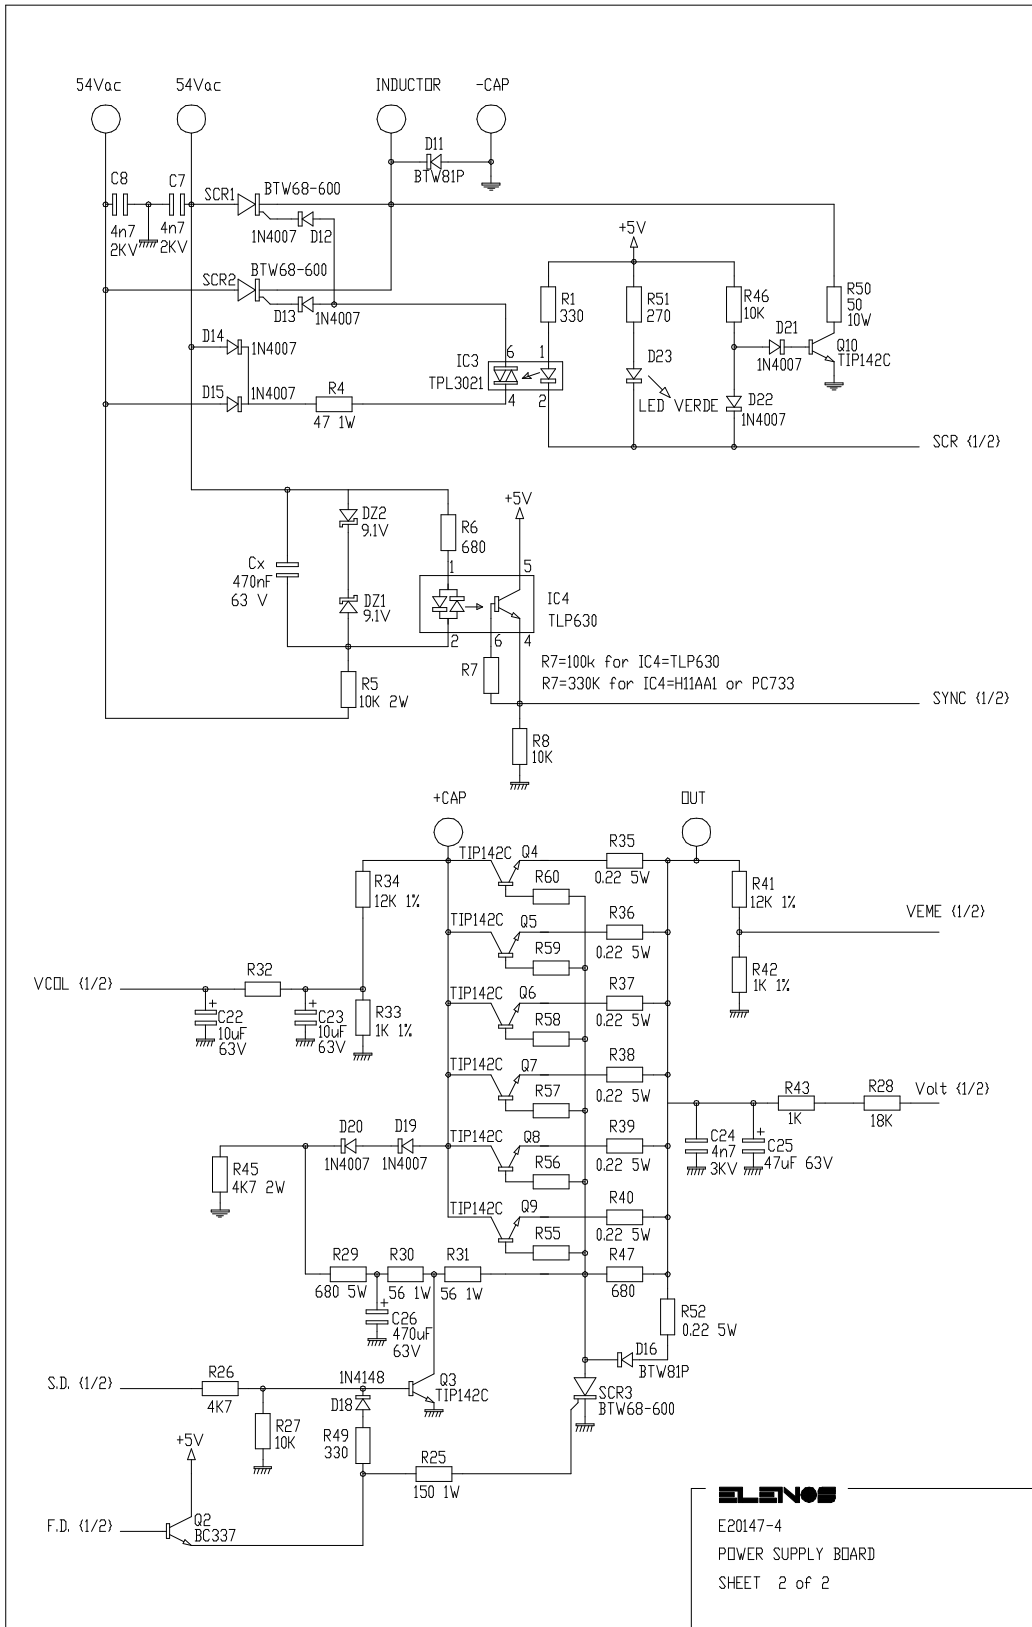 54Vac
54Vac
INDUCTOR
-CAP
D11
BTW81P
C8
C7
4n7
2KV
4n7
2KV
SCR1
BTW68-600
1N4007
D12
SCR2
BTW68-600
D13
1N4007
+5V
R1
330
R51
270
R46
10K
R50
50
10W
D21
1N4007
Q10
TIP142C
D14
1N4007
D15
1N4007
R4
47 1W
IC3
TPL3021
6
1
4
2
D23
LED VERDE
D22
1N4007
SCR (1/2)
DZ2
9.1V
R6
680
+5V
Cx
470nF
63 V
DZ1
9.1V
1
5
2
6
4
IC4
TLP630
R5
10K 2W
R7
R7=100k for IC4=TLP630
R7=330K for IC4=H11AA1 or PC733
SYNC (1/2)
R8
10K
+CAP
OUT
TIP142C
Q4
R35
0.22 5W
R60
R34
12K 1%
R41
12K 1%
TIP142C
Q5
R36
0.22 5W
R59
VEME (1/2)
VCOL (1/2)
R32
C22
10uF
63V
C23
10uF
63V
R33
1K 1%
TIP142C
Q6
R37
0.22 5W
R58
R42
1K 1%
TIP142C
Q7
R38
0.22 5W
R57
R43
1K
R28
18K
Volt (1/2)
D20
1N4007
D19
1N4007
TIP142C
Q8
R39
0.22 5W
R56
C24
4n7
3KV
C25
47uF 63V
R45
4K7 2W
TIP142C
Q9
R40
0.22 5W
R55
R29
680 5W
R30
56 1W
R31
56 1W
R47
680
C26
470uF
63V
R52
0.22 5W
D16
BTW81P
S.D. (1/2)
R26
4K7
1N4148
D18
Q3
TIP142C
SCR3
BTW68-600
R27
10K
R49
330
R25
150 1W
+5V
F.D. (1/2)
Q2
BC337
ELENOS
E20147-4
POWER SUPPLY BOARD
SHEET 2 of 2